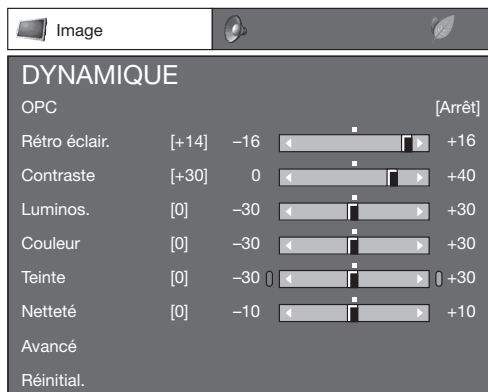 Image
DYNAMIQUE
OPC [Arrêt]
Rétro éclair. [+14] –16 +16
Contraste [+30] 0 +40
Luminos. [0] –30 +30
Couleur [0] –30 +30
Teinte [0] –30 +30
Netteté [0] –10 +10
Avancé
Réinitial.